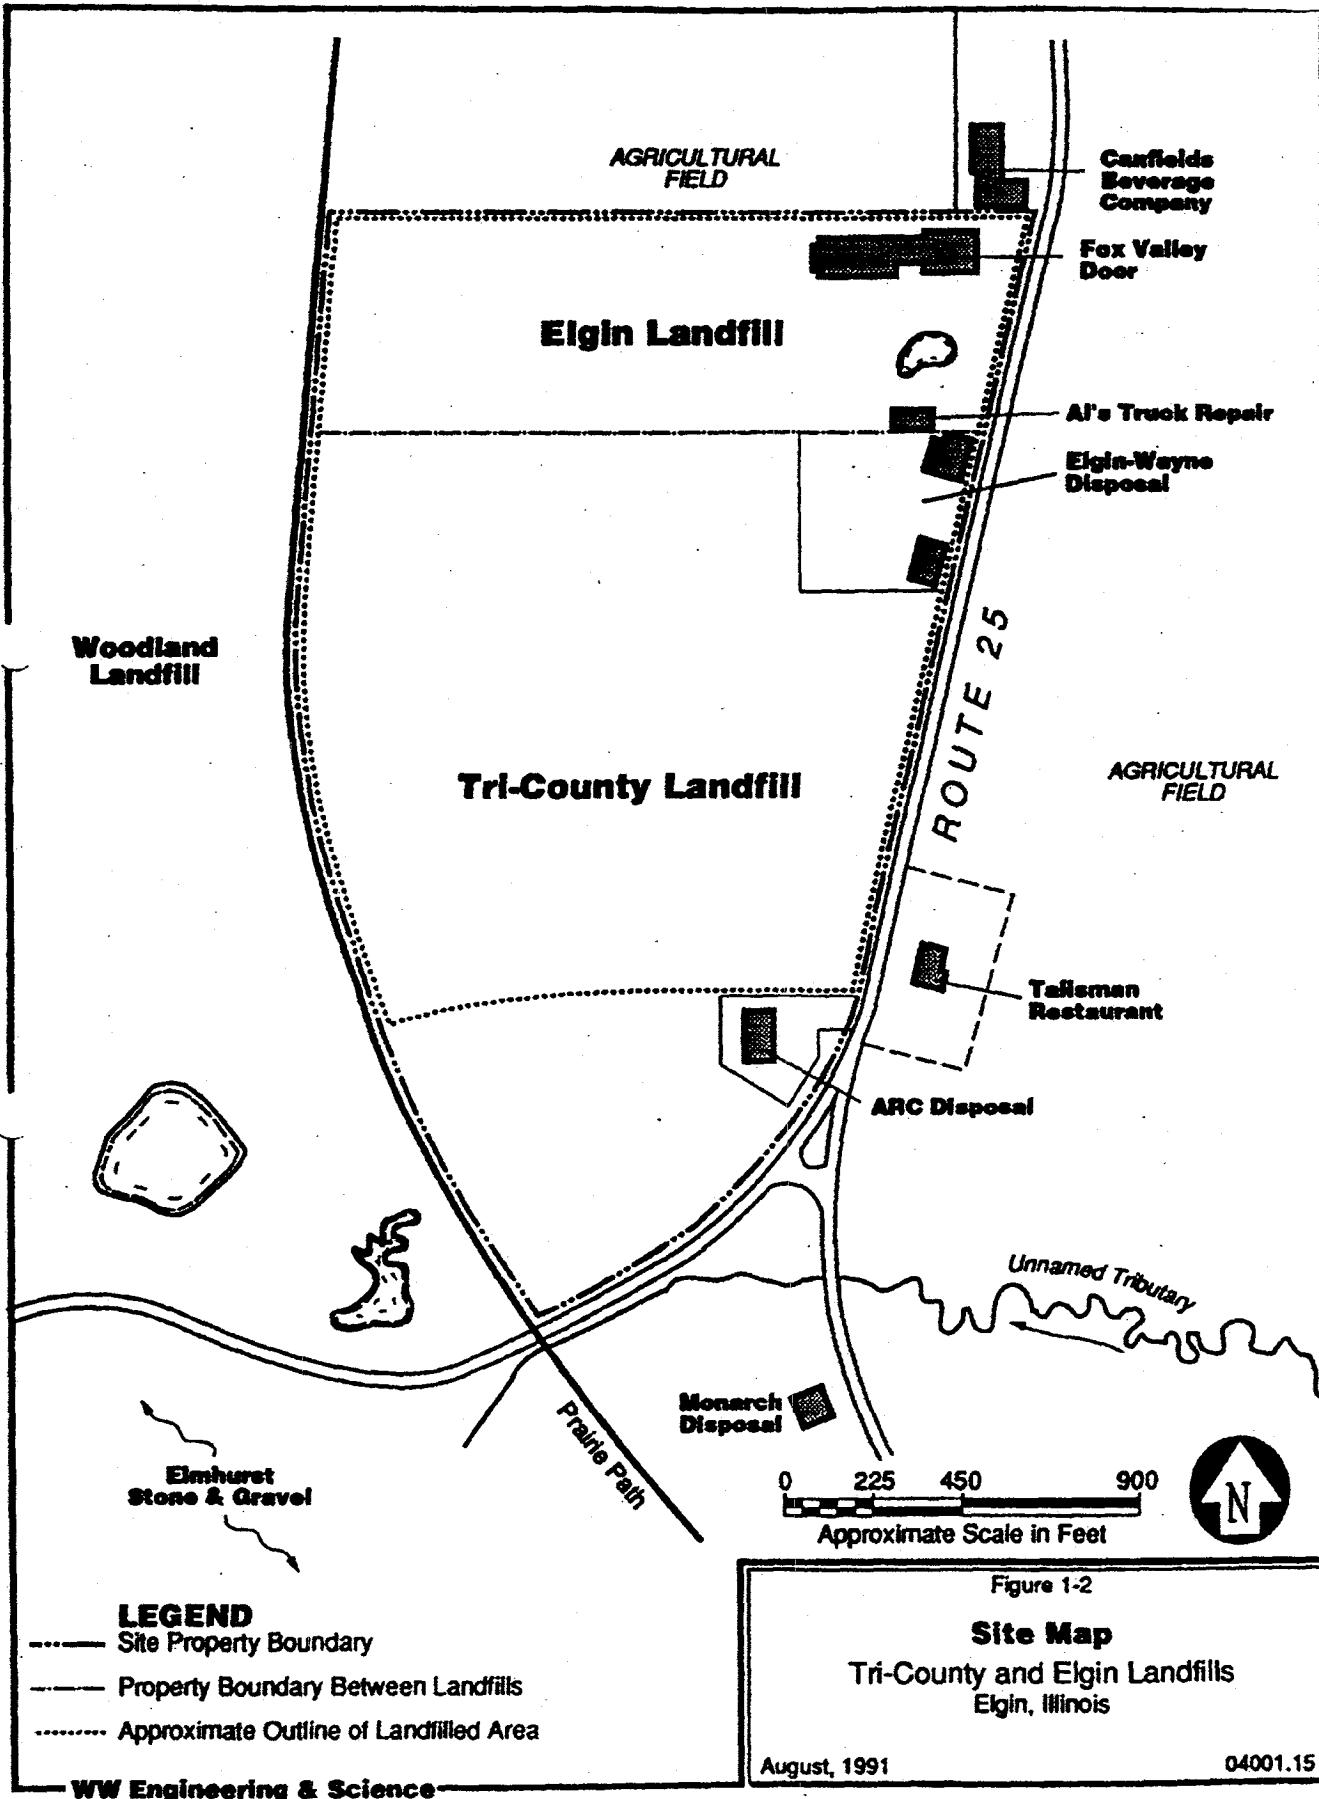 AGRICULTURAL
FIELD
Canfields
Beverage
Company
Fox Valley
Door
Elgin Landfill
Al's Truck Repair
Elgin-Wayne
Disposal
Woodland
Landfill
ROUTE 25
Tri-County Landfill
AGRICULTURAL
FIELD
Talisman
Restaurant
ARC Disposal
Unnamed Tributary
Monarch
Disposal
Prairie Path
Elmhurst
Stone & Gravel
0 225 450 900
Approximate Scale in Feet
N
LEGEND
Site Property Boundary
Property Boundary Between Landfills
Approximate Outline of Landfilled Area
WW Engineering & Science
Figure 1-2
Site Map
Tri-County and Elgin Landfills
Elgin, Illinois
August, 1991 04001.15